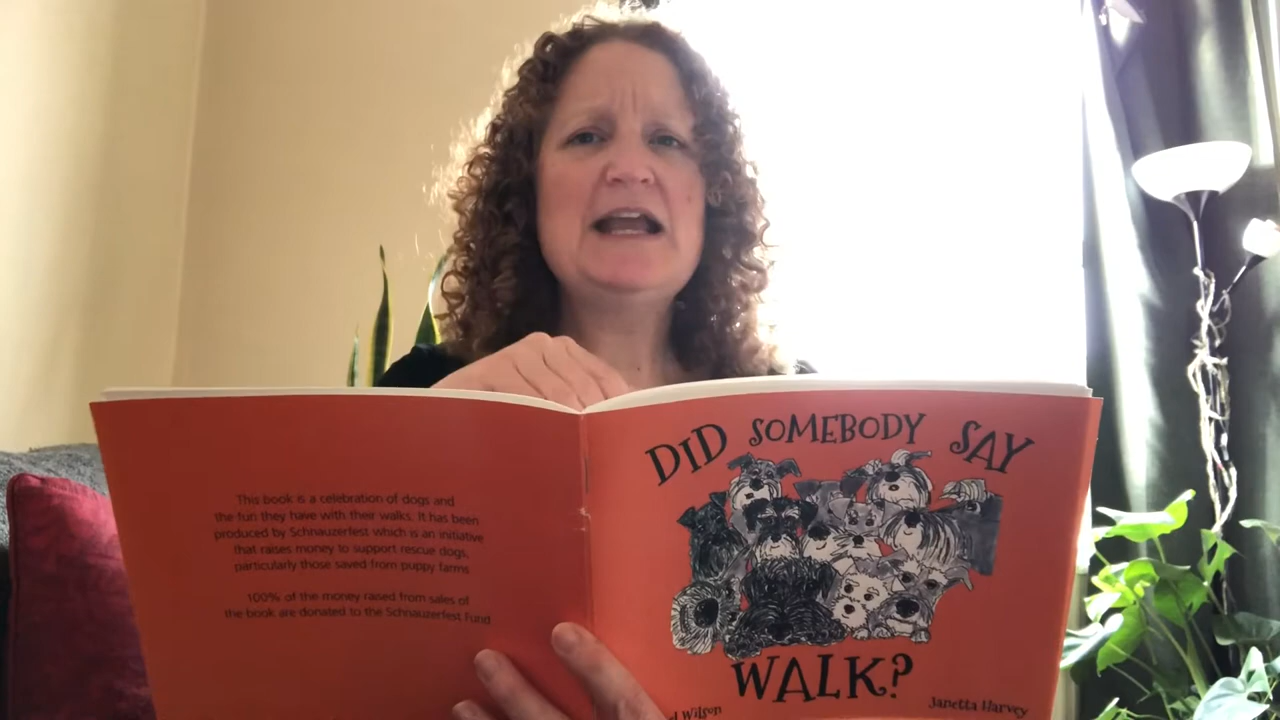 This book is a celebration of dogs and
the fun they have with their walks. It has been
produced by Schnauzerfest which is an initiative
that raises money to support rescue dogs,
particularly those saved from puppy farms
100% of the money raised from sales of
the book are donated to the Schnauzerfest Fund
DID SOMEBODY SAY
WALK?
Wilson
Janetta Harvey